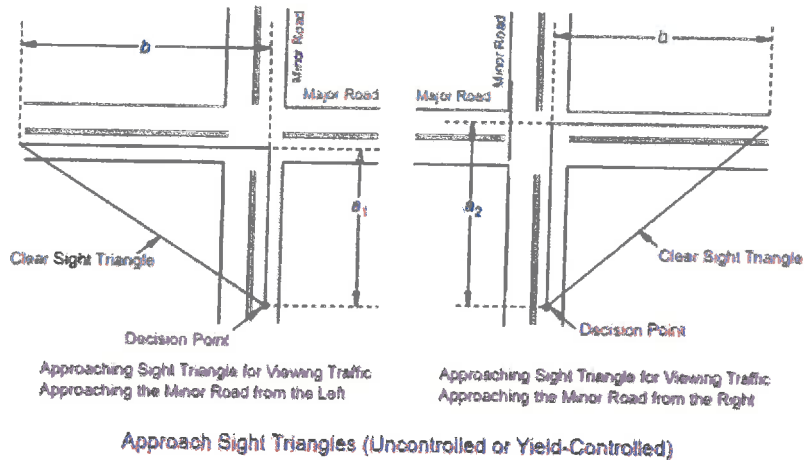 b
Minor Road
Major Road
a1
Clear Sight Triangle
Decision Point
Approaching Sight Triangle for Viewing Traffic
Approaching the Minor Road from the Left
b
Minor Road
Major Road
a2
Clear Sight Triangle
Decision Point
Approaching Sight Triangle for Viewing Traffic
Approaching the Minor Road from the Right
Approach Sight Triangles (Uncontrolled or Yield-Controlled)